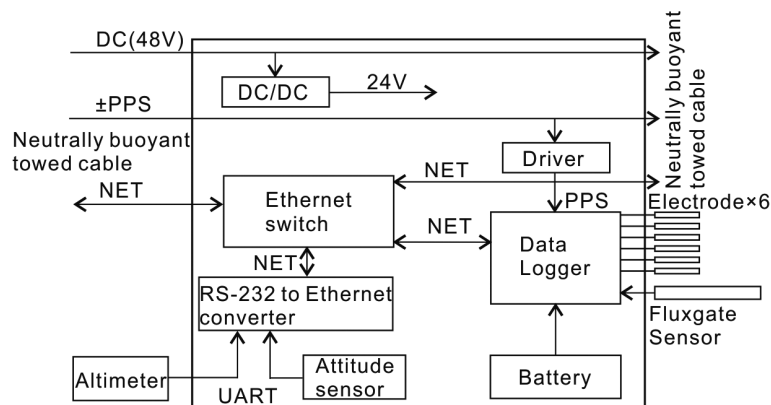 DC(48V)
DC/DC
24V
±PPS
Neutrally buoyant
towed cable
Neutrally buoyant
towed cable
Driver
NET
NET
PPS
Electrode×6
Ethernet
switch
NET
Data
Logger
NET
RS-232 to Ethernet
converter
Fluxgate
Sensor
Altimeter
UART
Attitude
sensor
Battery